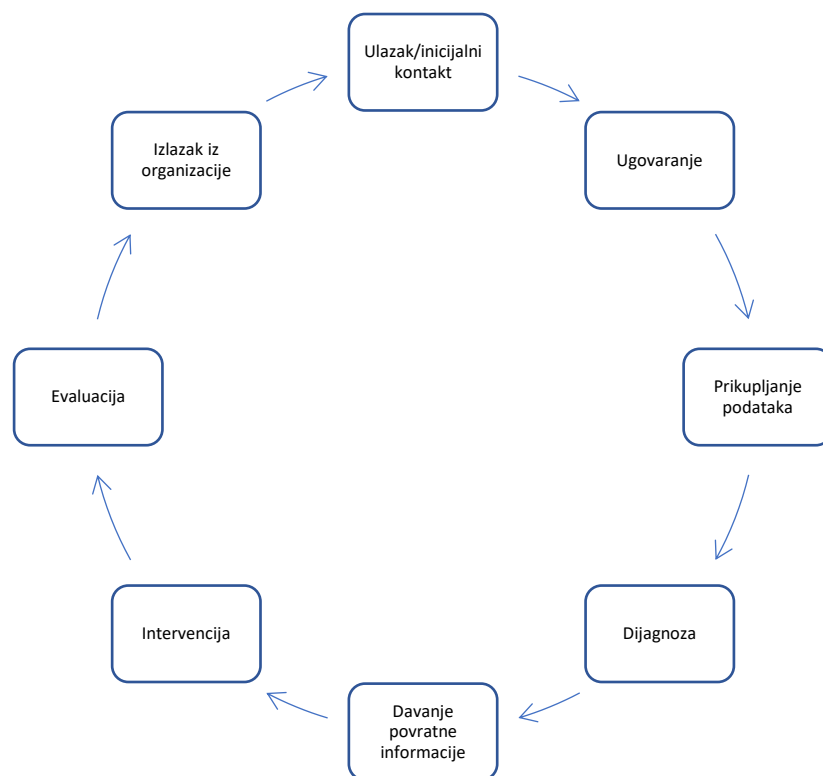 Ulazak/inicijalni
kontakt
Ugovaranje
Prikupljanje
podataka
Dijagnoza
Davanje
povratne
informacije
Intervencija
Evaluacija
Izlazak iz
organizacije